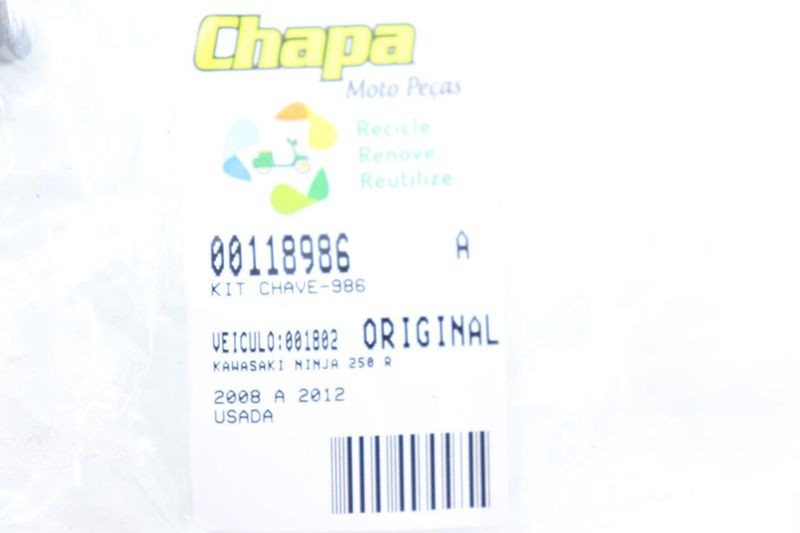 Chapa
Moto Peças
Recicle
Renove
Reutilize
00118986 A
KIT CHAVE-986
VEICULO:001802 ORIGINAL
KAWASAKI NINJA 250 R
2008 A 2012
USADA